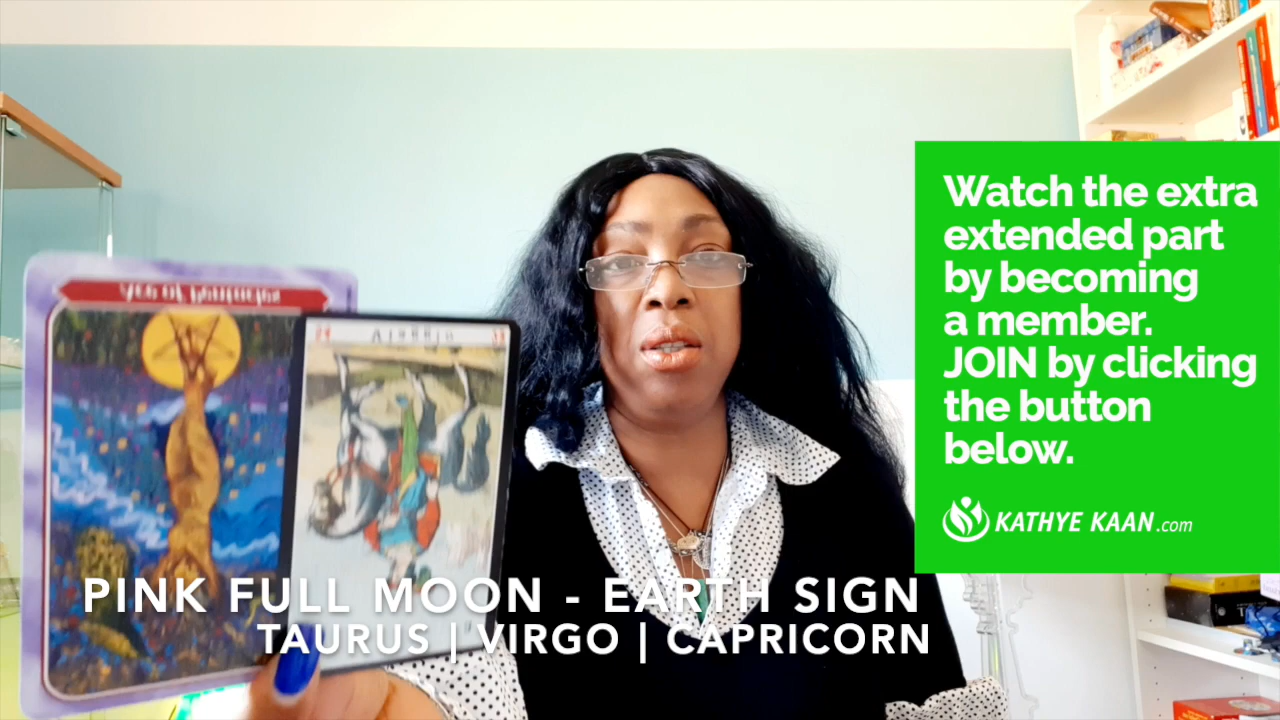 Watch the extra
extended part
by becoming
a member.
JOIN by clicking
the button
below.
KATHYE KAAN.com
PINK FULL MOON - EARTH SIGN
TAURUS | VIRGO | CAPRICORN